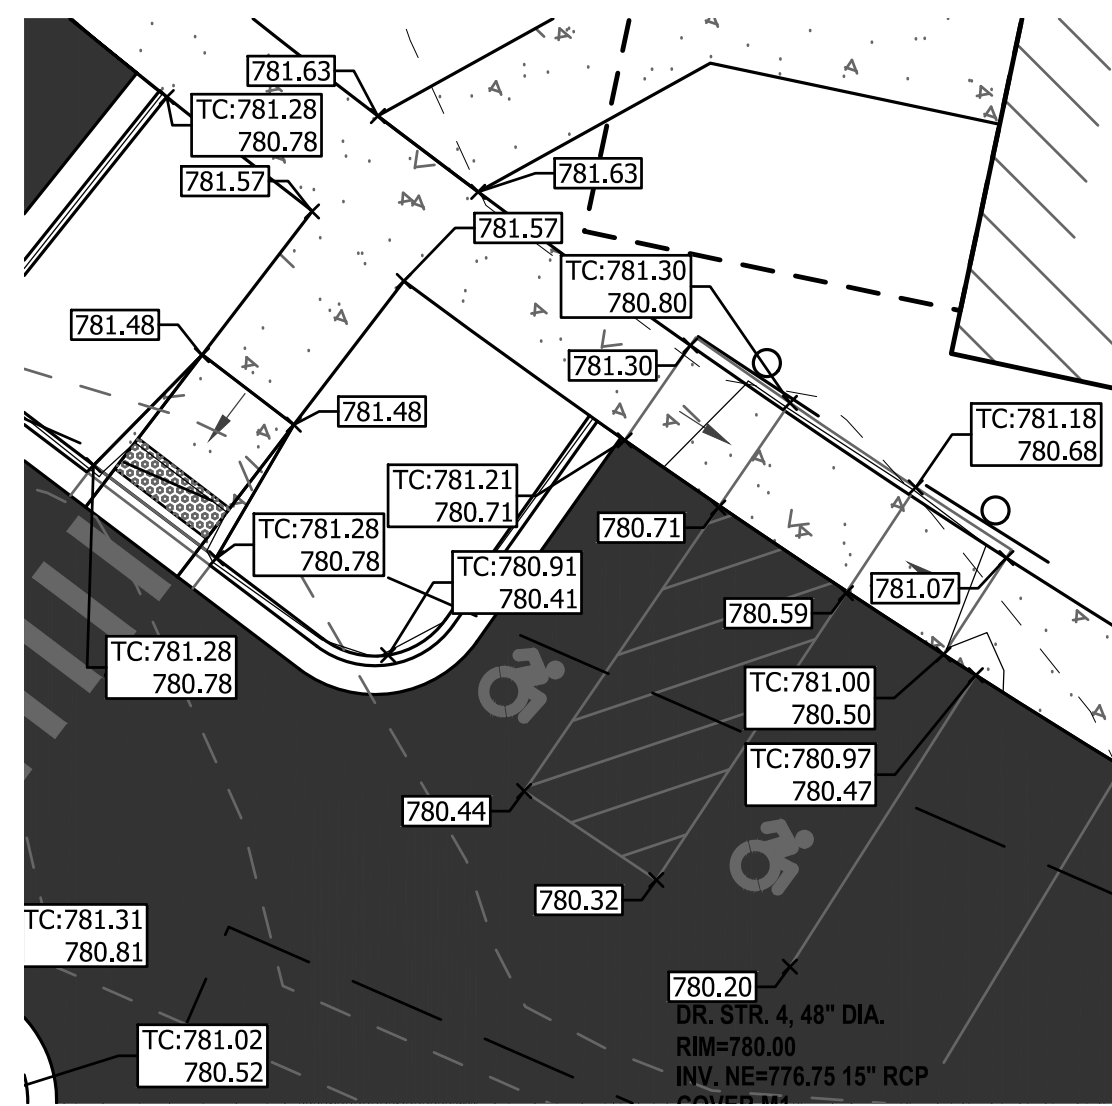 781.63
TC:781.28
780.78
781.57
781.63
781.57
TC:781.30
780.80
781.48
781.30
781.48
TC:781.18
680.68
TC:781.21
780.71
TC:781.28
780.78
780.71
TC:780.91
780.41
781.07
780.59
TC:781.28
780.78
TC:781.00
780.50
TC:780.97
780.47
780.44
780.32
TC:781.31
780.81
780.20
DR. STR. 4, 48" DIA.
RIM=780.00
INV. NE=776.75 15" RCP
COVER M1
TC:781.02
780.52